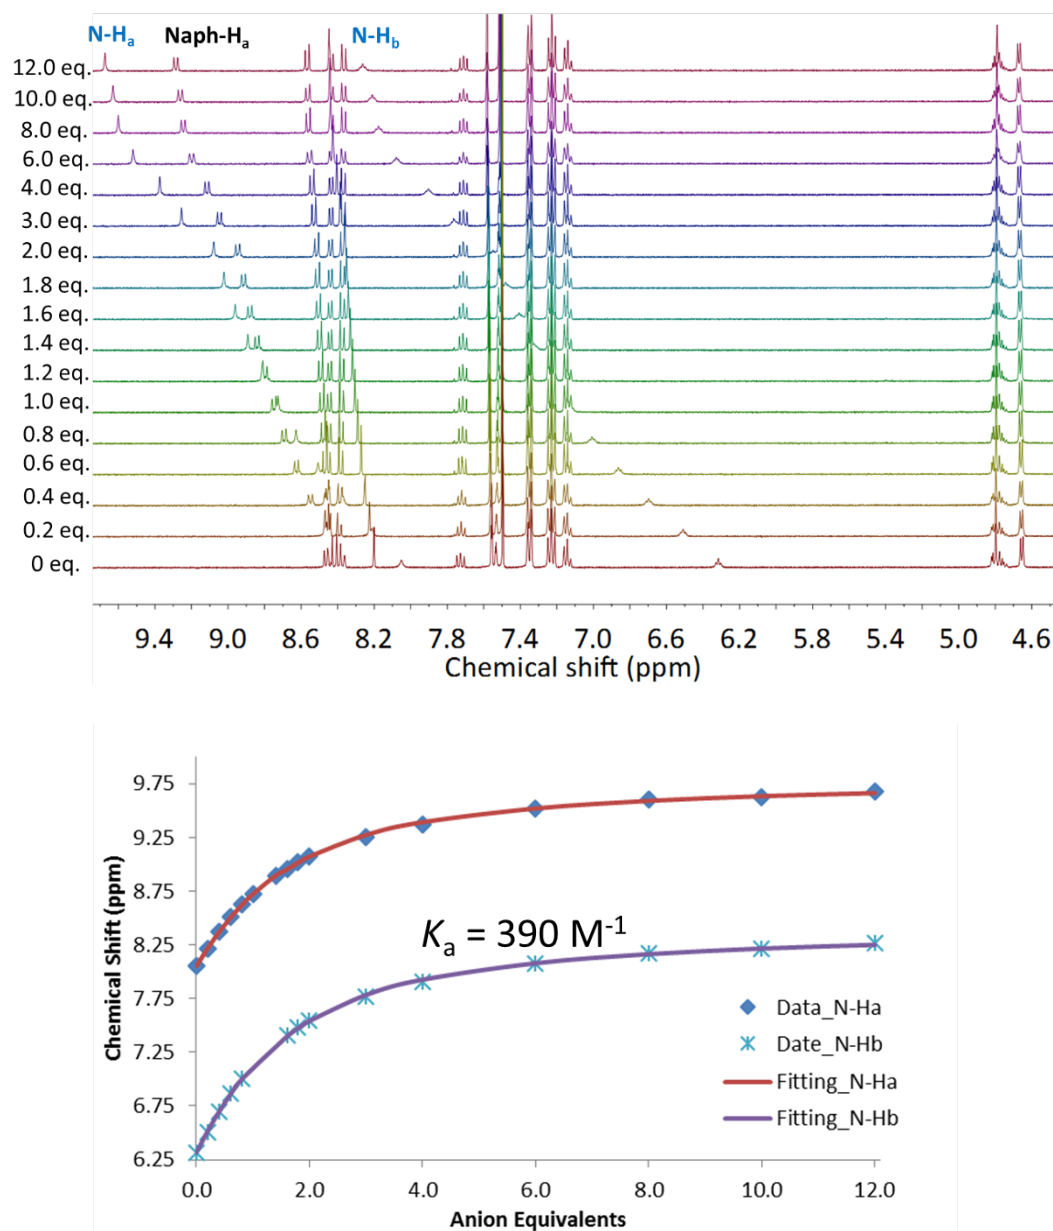 N-Ha Naph-Ha N-Hb
12.0 eq.
10.0 eq.
8.0 eq.
6.0 eq.
4.0 eq.
3.0 eq.
2.0 eq.
1.8 eq.
1.6 eq.
1.4 eq.
1.2 eq.
1.0 eq.
0.8 eq.
0.6 eq.
0.4 eq.
0.2 eq.
0 eq.
9.4 9.0 8.6 8.2 7.8 7.4 7.0 6.6 6.2 5.8 5.4 5.0 4.6
Chemical shift (ppm)
9.75
9.25
8.75
8.25
7.75
7.25
6.75
6.25
Chemical Shift (ppm)
Ka = 390 M-1
Data_N-Ha
Date_N-Hb
Fitting_N-Ha
Fitting_N-Hb
0.0 2.0 4.0 6.0 8.0 10.0 12.0
Anion Equivalents